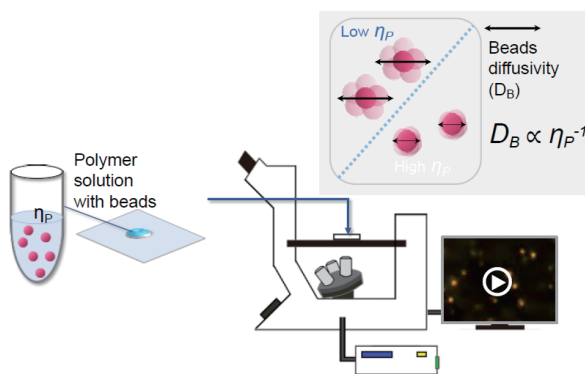 Low ηP
High ηP
Beads
diffusivity
(DB)
DB ∝ ηP⁻¹
Polymer
solution
with beads
ηP